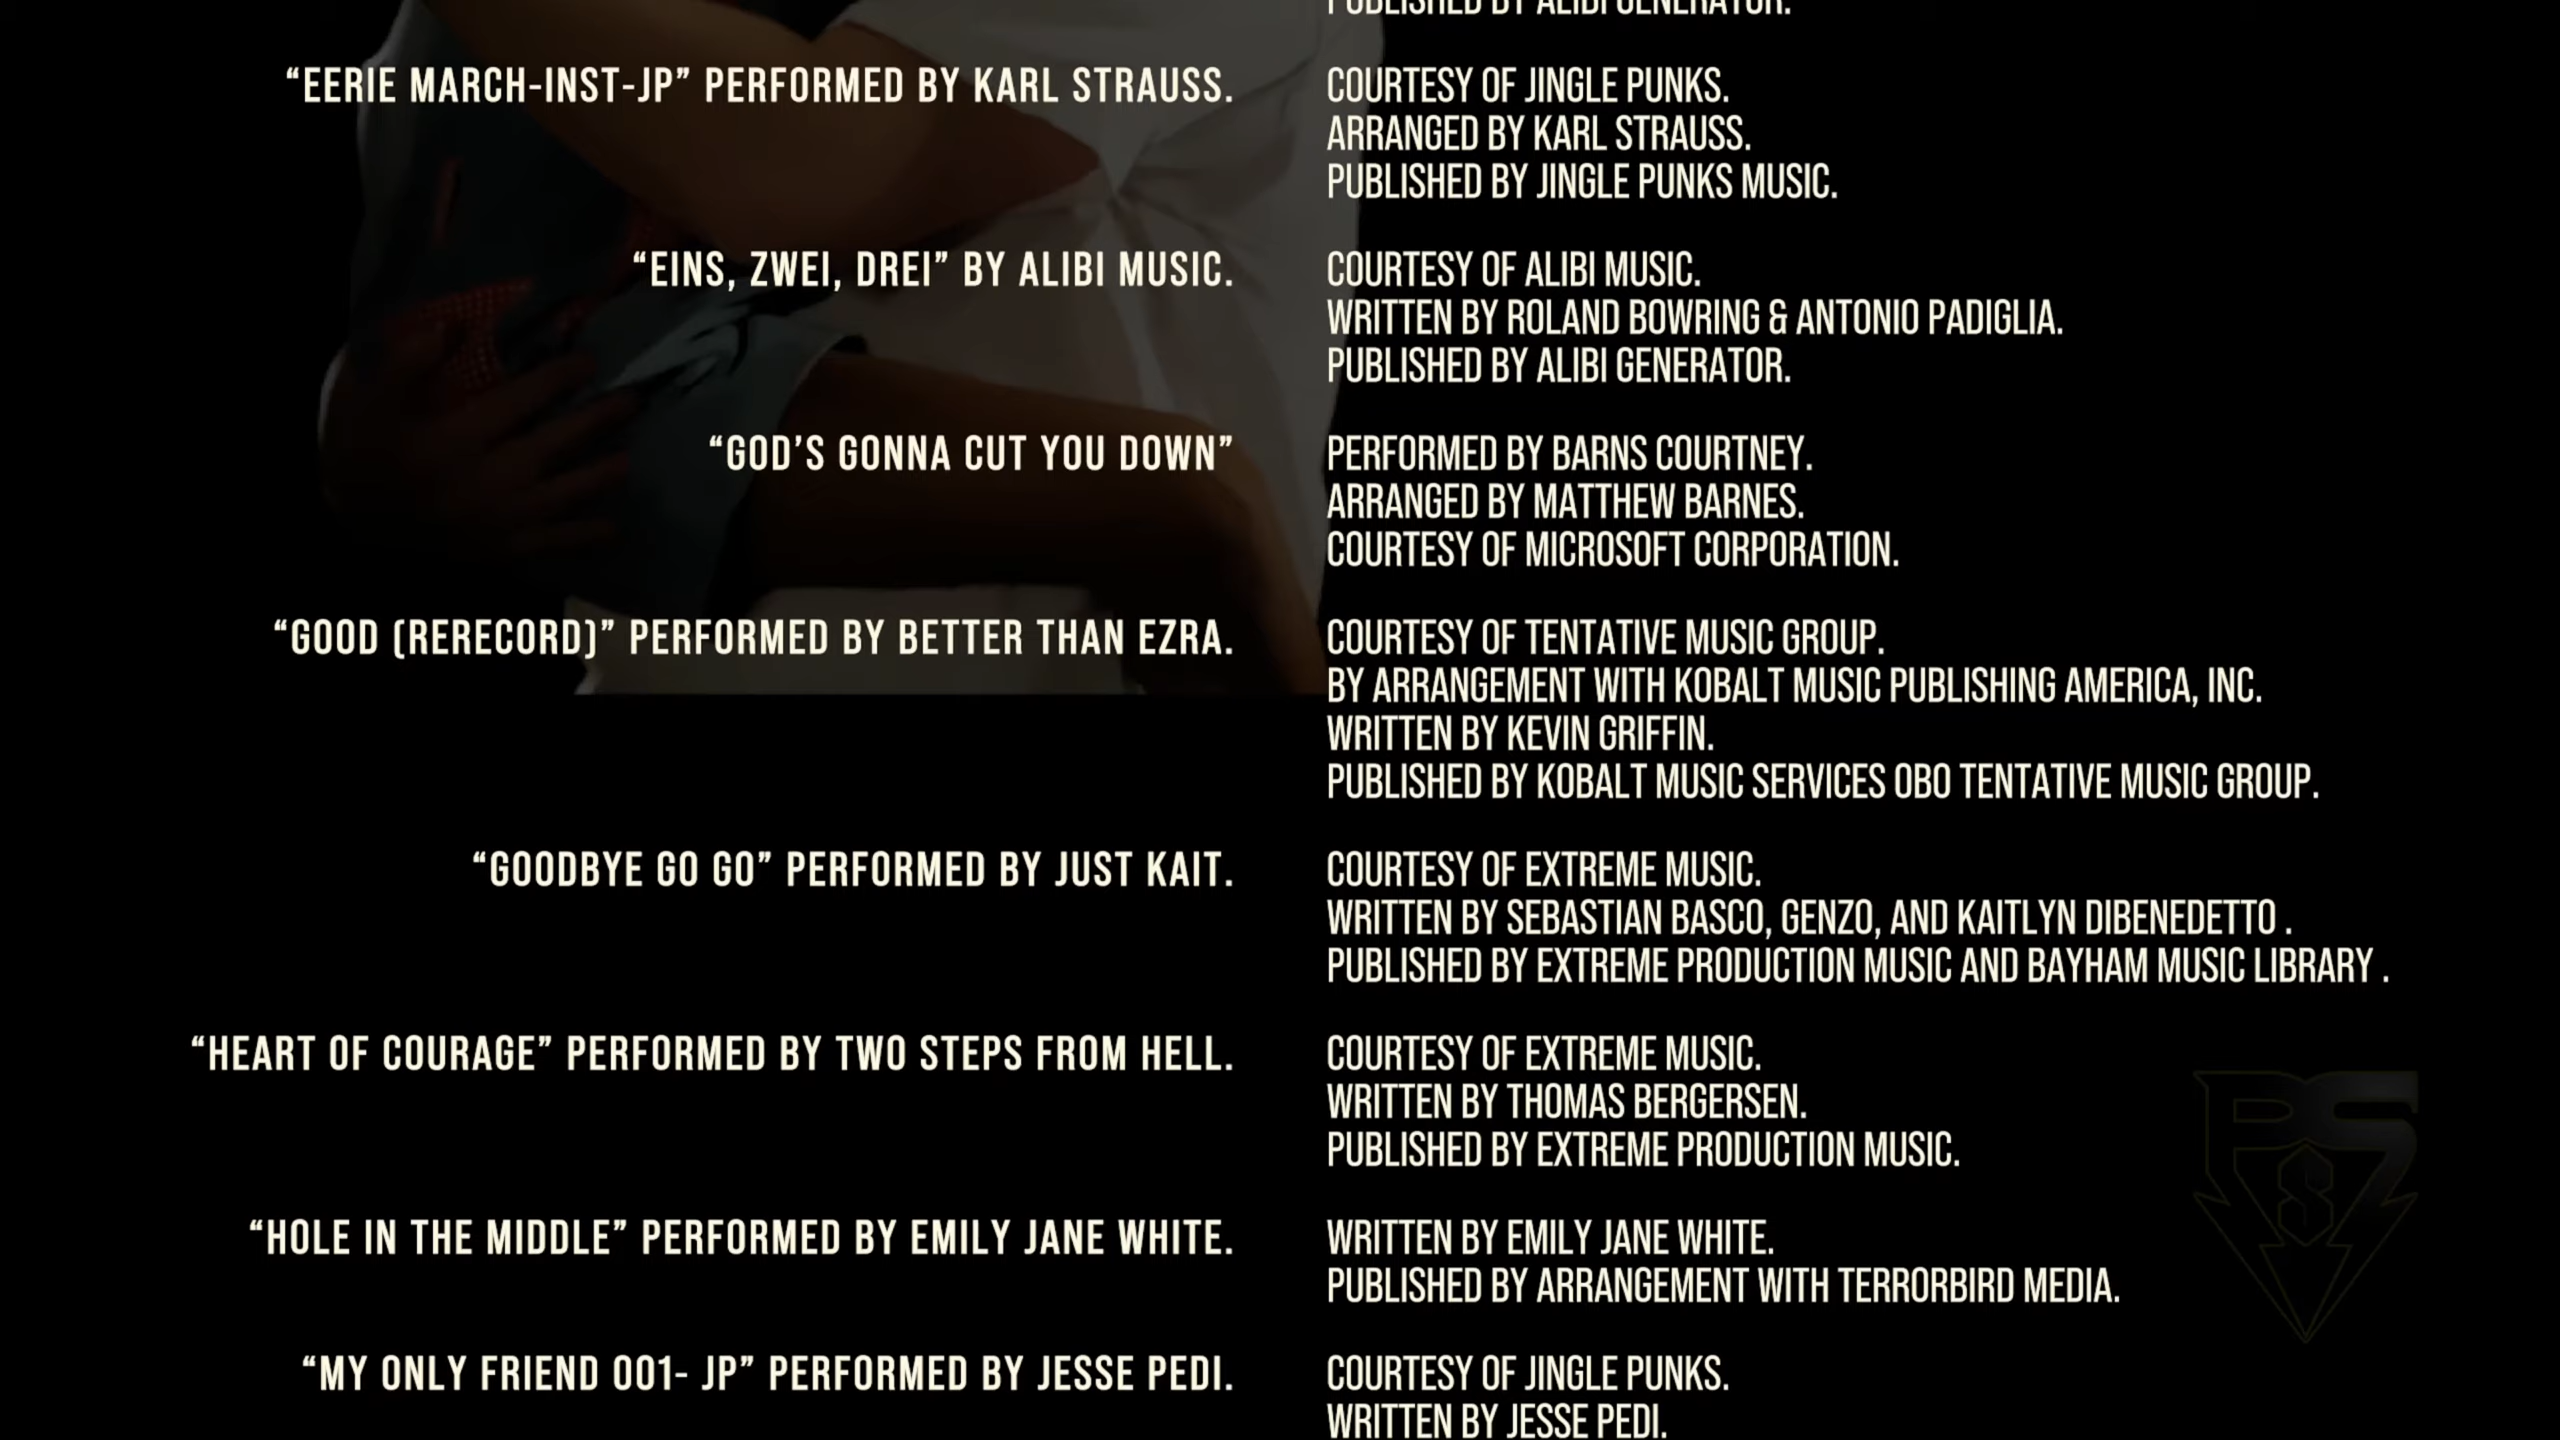 PUBLISHED BY ALIBI GENERATOR.
“EERIE MARCH-INST-JP” PERFORMED BY KARL STRAUSS.
COURTESY OF JINGLE PUNKS.
ARRANGED BY KARL STRAUSS.
PUBLISHED BY JINGLE PUNKS MUSIC.
“EINS, ZWEI, DREI” BY ALIBI MUSIC.
COURTESY OF ALIBI MUSIC.
WRITTEN BY ROLAND BOWRING & ANTONIO PADIGLIA.
PUBLISHED BY ALIBI GENERATOR.
“GOD’S GONNA CUT YOU DOWN”
PERFORMED BY BARNS COURTNEY.
ARRANGED BY MATTHEW BARNES.
COURTESY OF MICROSOFT CORPORATION.
“GOOD (RERECORD)” PERFORMED BY BETTER THAN EZRA.
COURTESY OF TENTATIVE MUSIC GROUP.
BY ARRANGEMENT WITH KOBALT MUSIC PUBLISHING AMERICA, INC.
WRITTEN BY KEVIN GRIFFIN.
PUBLISHED BY KOBALT MUSIC SERVICES OBO TENTATIVE MUSIC GROUP.
“GOODBYE GO GO” PERFORMED BY JUST KAIT.
COURTESY OF EXTREME MUSIC.
WRITTEN BY SEBASTIAN BASCO, GENZO, AND KAITLYN DIBENEDETTO .
PUBLISHED BY EXTREME PRODUCTION MUSIC AND BAYHAM MUSIC LIBRARY .
“HEART OF COURAGE” PERFORMED BY TWO STEPS FROM HELL.
COURTESY OF EXTREME MUSIC.
WRITTEN BY THOMAS BERGERSEN.
PUBLISHED BY EXTREME PRODUCTION MUSIC.
“HOLE IN THE MIDDLE” PERFORMED BY EMILY JANE WHITE.
WRITTEN BY EMILY JANE WHITE.
PUBLISHED BY ARRANGEMENT WITH TERRORBIRD MEDIA.
“MY ONLY FRIEND 001- JP” PERFORMED BY JESSE PEDI.
COURTESY OF JINGLE PUNKS.
WRITTEN BY JESSE PEDI.